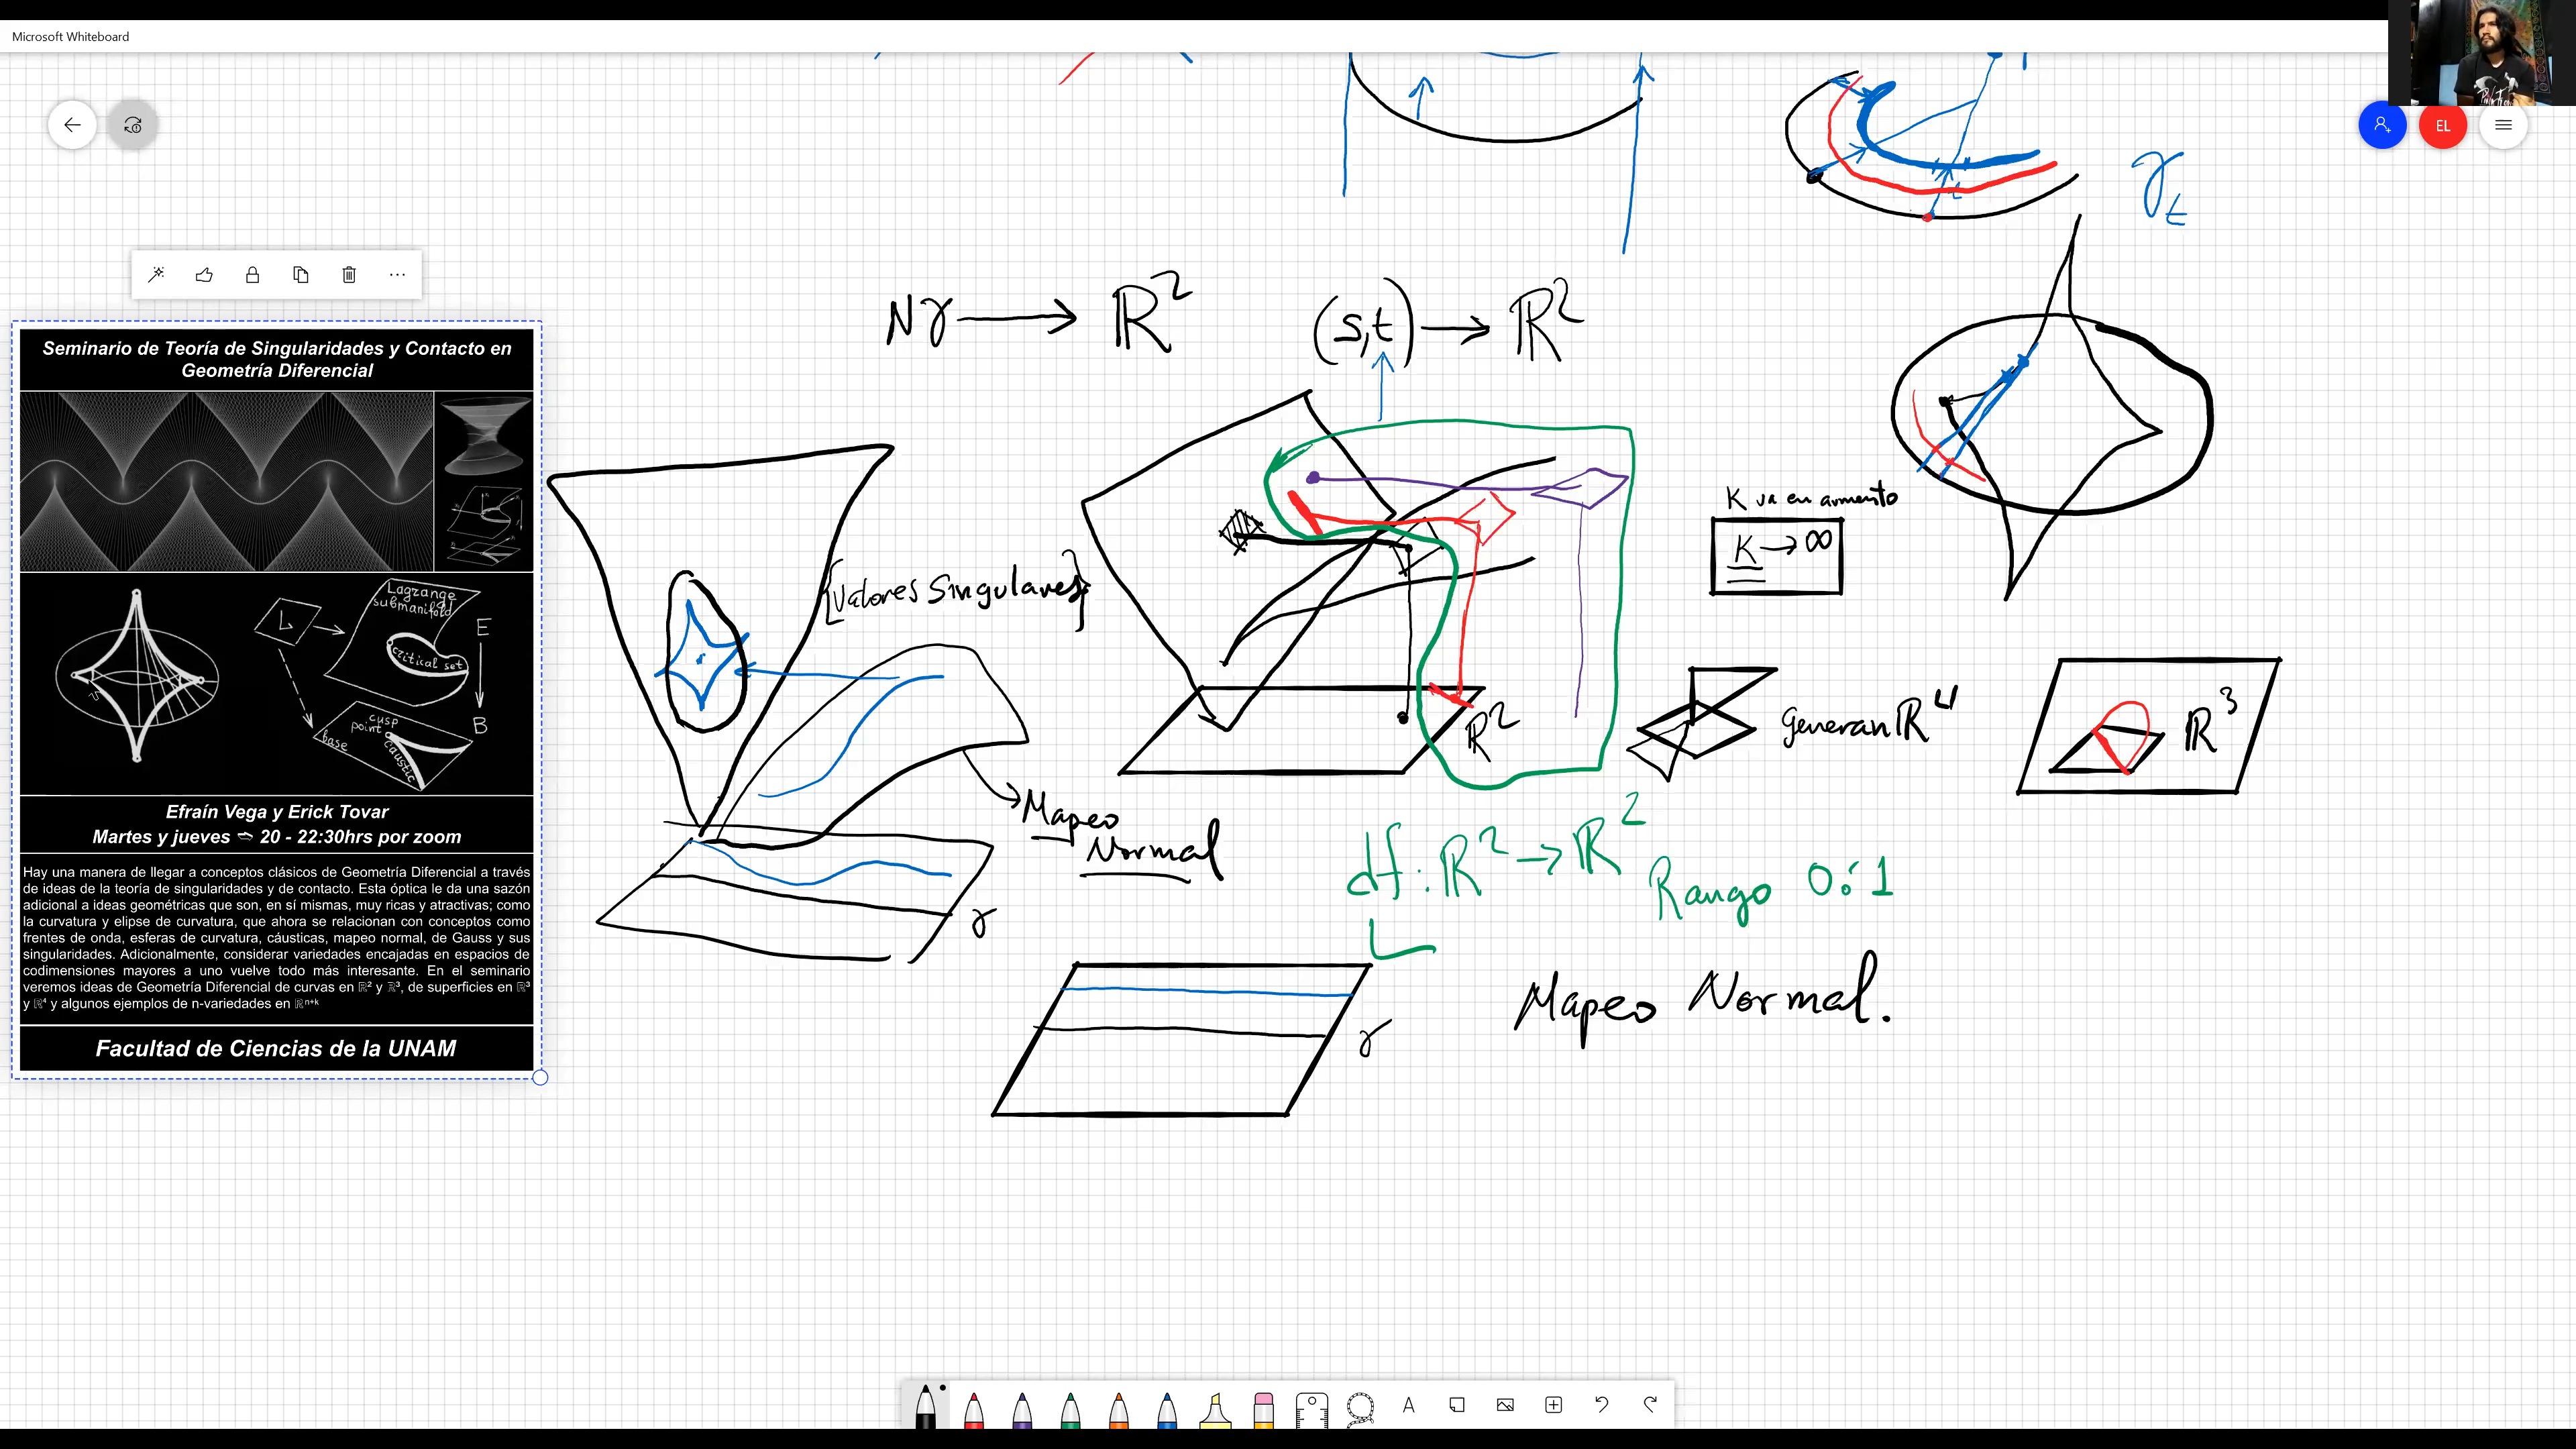 Microsoft Whiteboard
EL
γt
Nγ → ℝ²
(s,t) → ℝ²
t
Seminario de Teoría de Singularidades y Contacto en
Geometría Diferencial
Lagrange
submanifold
L
critical set
E
B
cusp
point
base
caustic
Efraín Vega y Erick Tovar
Martes y jueves ⇨ 20 - 22:30hrs por zoom
Hay una manera de llegar a conceptos clásicos de Geometría Diferencial a través
de ideas de la teoría de singularidades y de contacto. Esta óptica le da una sazón
adicional a ideas geométricas que son, en sí mismas, muy ricas y atractivas; como
la curvatura y elipse de curvatura, que ahora se relacionan con conceptos como
frentes de onda, esferas de curvatura, cáusticas, mapeo normal, de Gauss y sus
singularidades. Adicionalmente, considerar variedades encajadas en espacios de
codimensiones mayores a uno vuelve todo más interesante. En el seminario
veremos ideas de Geometría Diferencial de curvas en ℝ² y ℝ³, de superficies en ℝ³
y ℝ⁴ y algunos ejemplos de n-variedades en ℝⁿ⁺ᵏ
Facultad de Ciencias de la UNAM
{Valores Singulares}
K va en aumento
K → ∞
ℝ²
generan ℝ⁴
ℝ³
Mapeo
Normal
γ
df: ℝ² → ℝ²
Rango 0 ó 1
Mapeo Normal.
γ
A